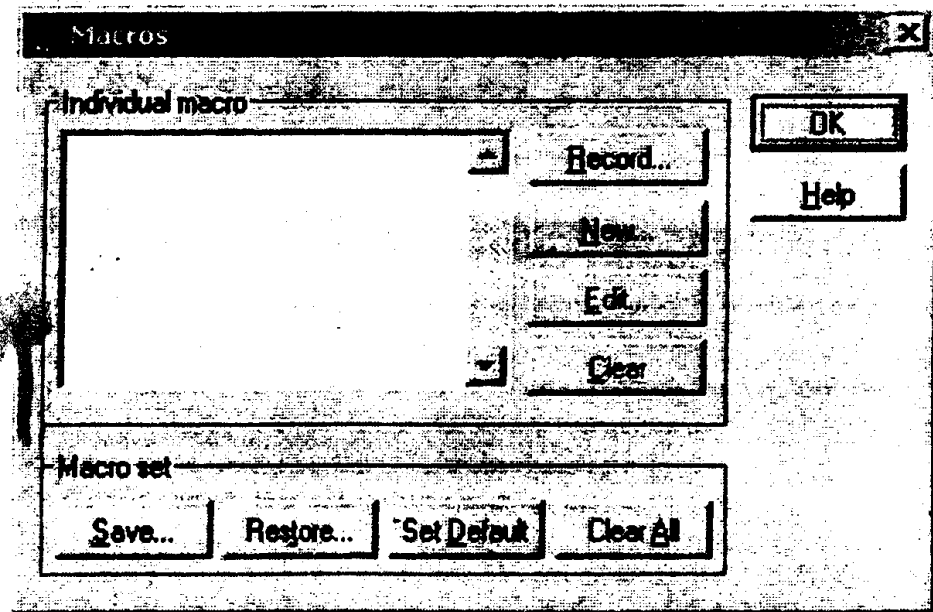 Macros
Individual macro
Record...
New...
Edit...
Clear
OK
Help
Macro set
Save...
Restore...
Set Default
Clear All